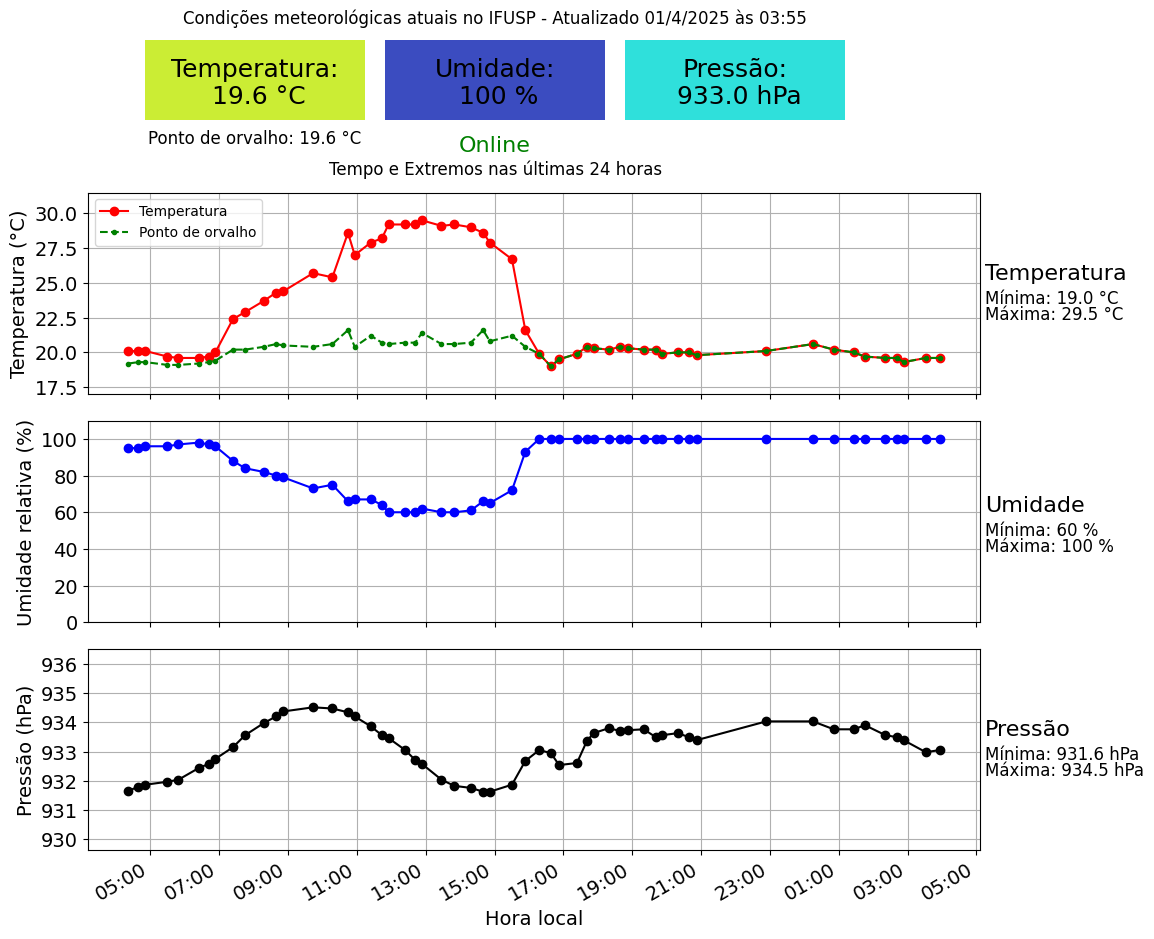 Condições meteorológicas atuais no IFUSP - Atualizado 01/4/2025 às 03:55
Temperatura:
19.6 °C
Umidade:
100 %
Pressão:
933.0 hPa
Ponto de orvalho: 19.6 °C
Online
Tempo e Extremos nas últimas 24 horas
Temperatura (°C)
30.0
27.5
25.0
22.5
20.0
17.5
Temperatura
Ponto de orvalho
Temperatura
Mínima: 19.0 °C
Máxima: 29.5 °C
Umidade relativa (%)
100
80
60
40
20
0
Umidade
Mínima: 60 %
Máxima: 100 %
Pressão (hPa)
936
935
934
933
932
931
930
Pressão
Mínima: 931.6 hPa
Máxima: 934.5 hPa
05:00
07:00
09:00
11:00
13:00
15:00
17:00
19:00
21:00
23:00
01:00
03:00
05:00
Hora local